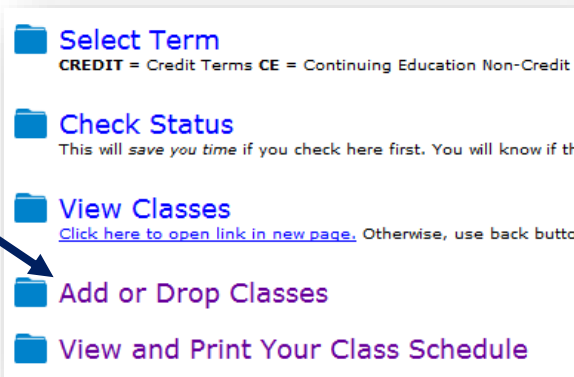 Select Term
CREDIT = Credit Terms CE = Continuing Education Non-Credit
Check Status
This will save you time if you check here first. You will know if
View Classes
Click here to open link in new page. Otherwise, use back
Add or Drop Classes
View and Print Your Class Schedule